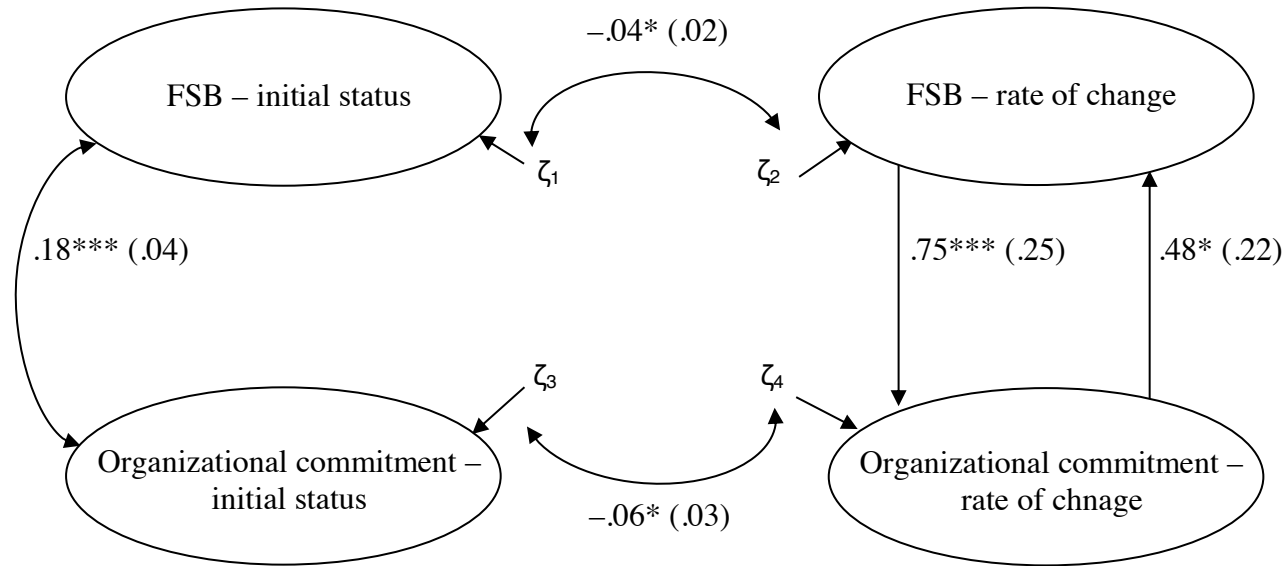 –.04* (.02)
FSB – initial status
FSB – rate of change
ζ1
ζ2
.18*** (.04)
.75*** (.25)
.48* (.22)
ζ3
ζ4
Organizational commitment –
initial status
Organizational commitment –
rate of chnage
–.06* (.03)